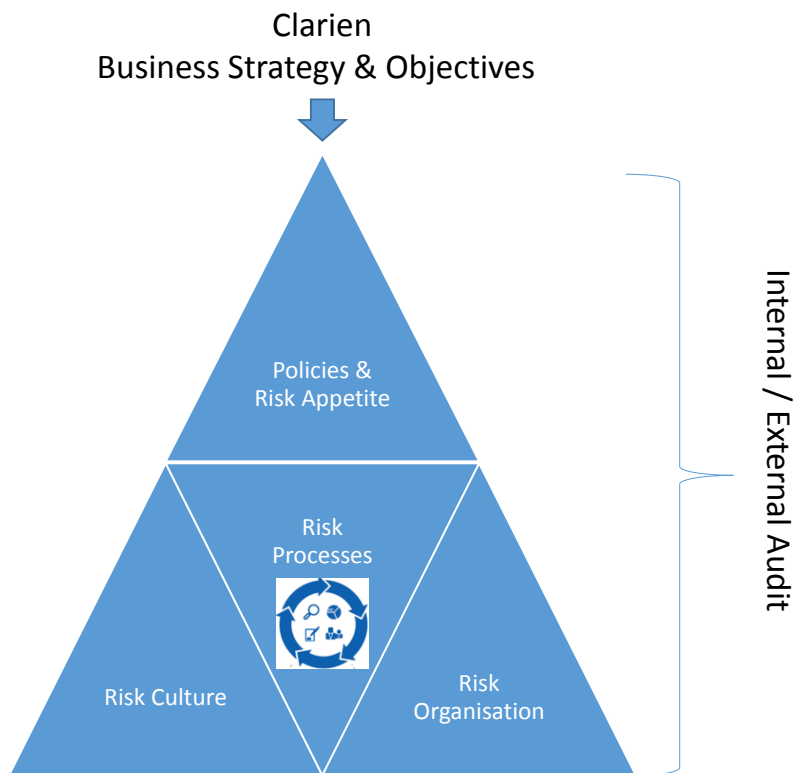 Clarien
Business Strategy & Objectives
Policies &
Risk Appetite
Risk
Processes
Risk Culture
Risk
Organisation
Internal / External Audit